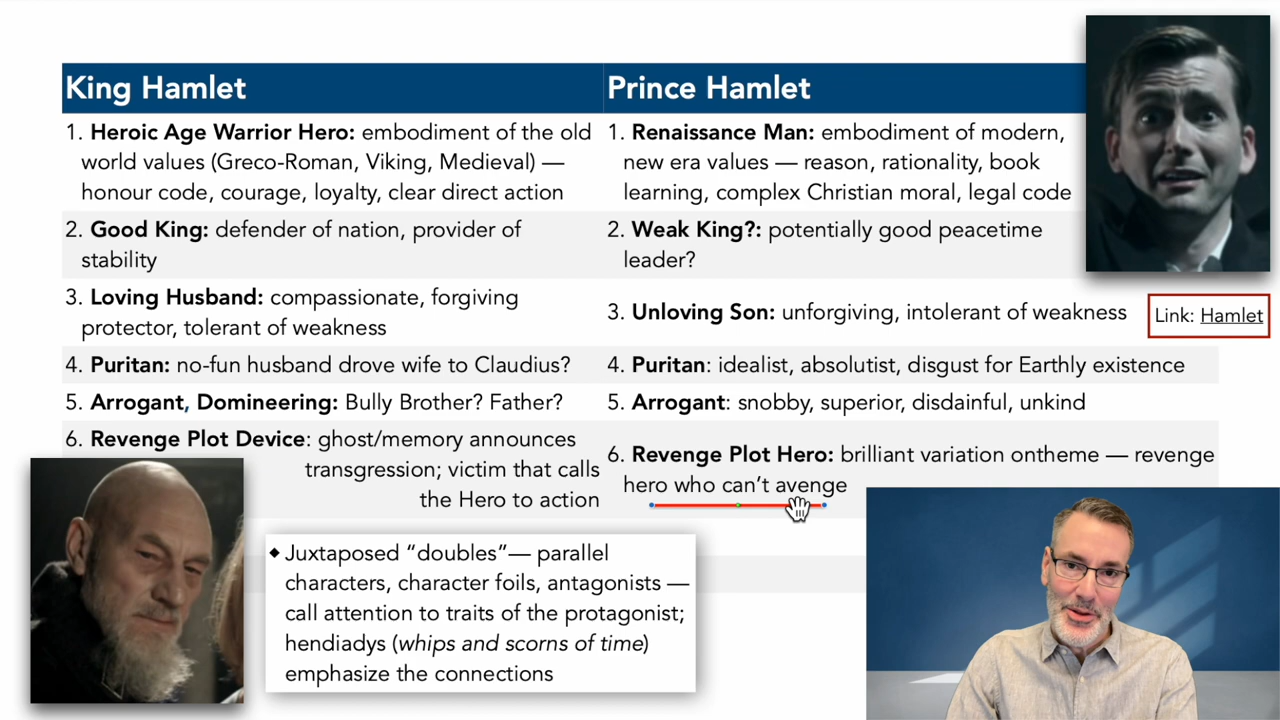 King Hamlet
Prince Hamlet
1. Heroic Age Warrior Hero: embodiment of the old
world values (Greco-Roman, Viking, Medieval) —
honour code, courage, loyalty, clear direct action
1. Renaissance Man: embodiment of modern,
new era values — reason, rationality, book
learning, complex Christian moral, legal code
2. Good King: defender of nation, provider of
stability
2. Weak King?: potentially good peacetime
leader?
3. Loving Husband: compassionate, forgiving
protector, tolerant of weakness
3. Unloving Son: unforgiving, intolerant of weakness
Link: Hamlet
4. Puritan: no-fun husband drove wife to Claudius?
4. Puritan: idealist, absolutist, disgust for Earthly existence
5. Arrogant, Domineering: Bully Brother? Father?
5. Arrogant: snobby, superior, disdainful, unkind
6. Revenge Plot Device: ghost/memory announces
transgression; victim that calls
the Hero to action
6. Revenge Plot Hero: brilliant variation ontheme — revenge
hero who can't avenge
◆ Juxtaposed “doubles”— parallel
characters, character foils, antagonists —
call attention to traits of the protagonist;
hendiadys (whips and scorns of time)
emphasize the connections